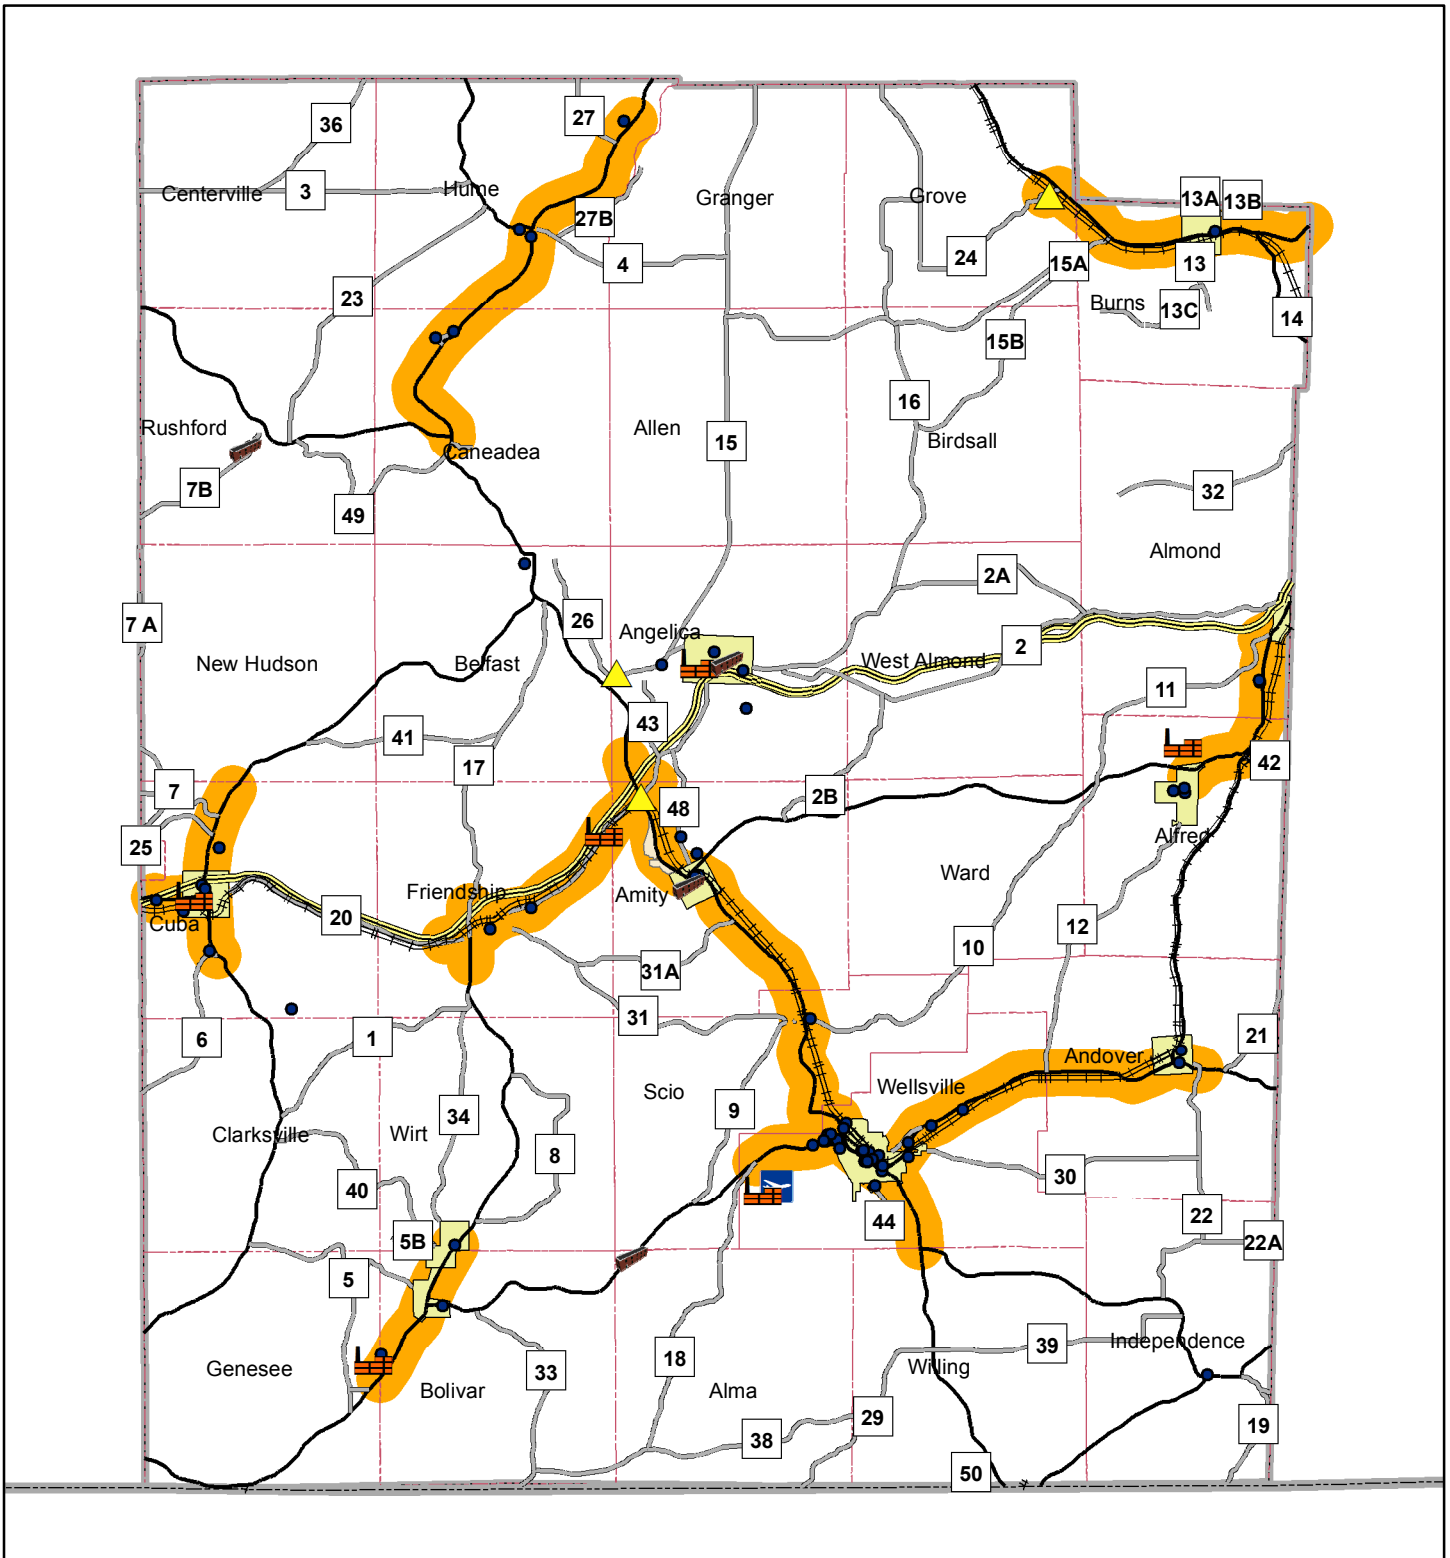 36
27
Centerville
3
Hume
27B
Granger
Grove
13A
13B
4
24
15A
13
23
Burns
13C
14
15B
16
Rushford
Allen
15
Birdsall
Caneadea
7B
49
32
Almond
2A
7 A
26
Angelica
2
New Hudson
Belfast
West Almond
11
43
41
17
42
7
48
2B
25
Alfred
Ward
Friendship
Amity
20
Cuba
12
10
31A
31
6
1
21
Andover
Wellsville
Scio
9
34
Clarksville
Wirt
8
30
40
44
22
5B
22A
5
39
Independence
18
Willing
Genesee
33
Bolivar
Alma
29
19
38
50